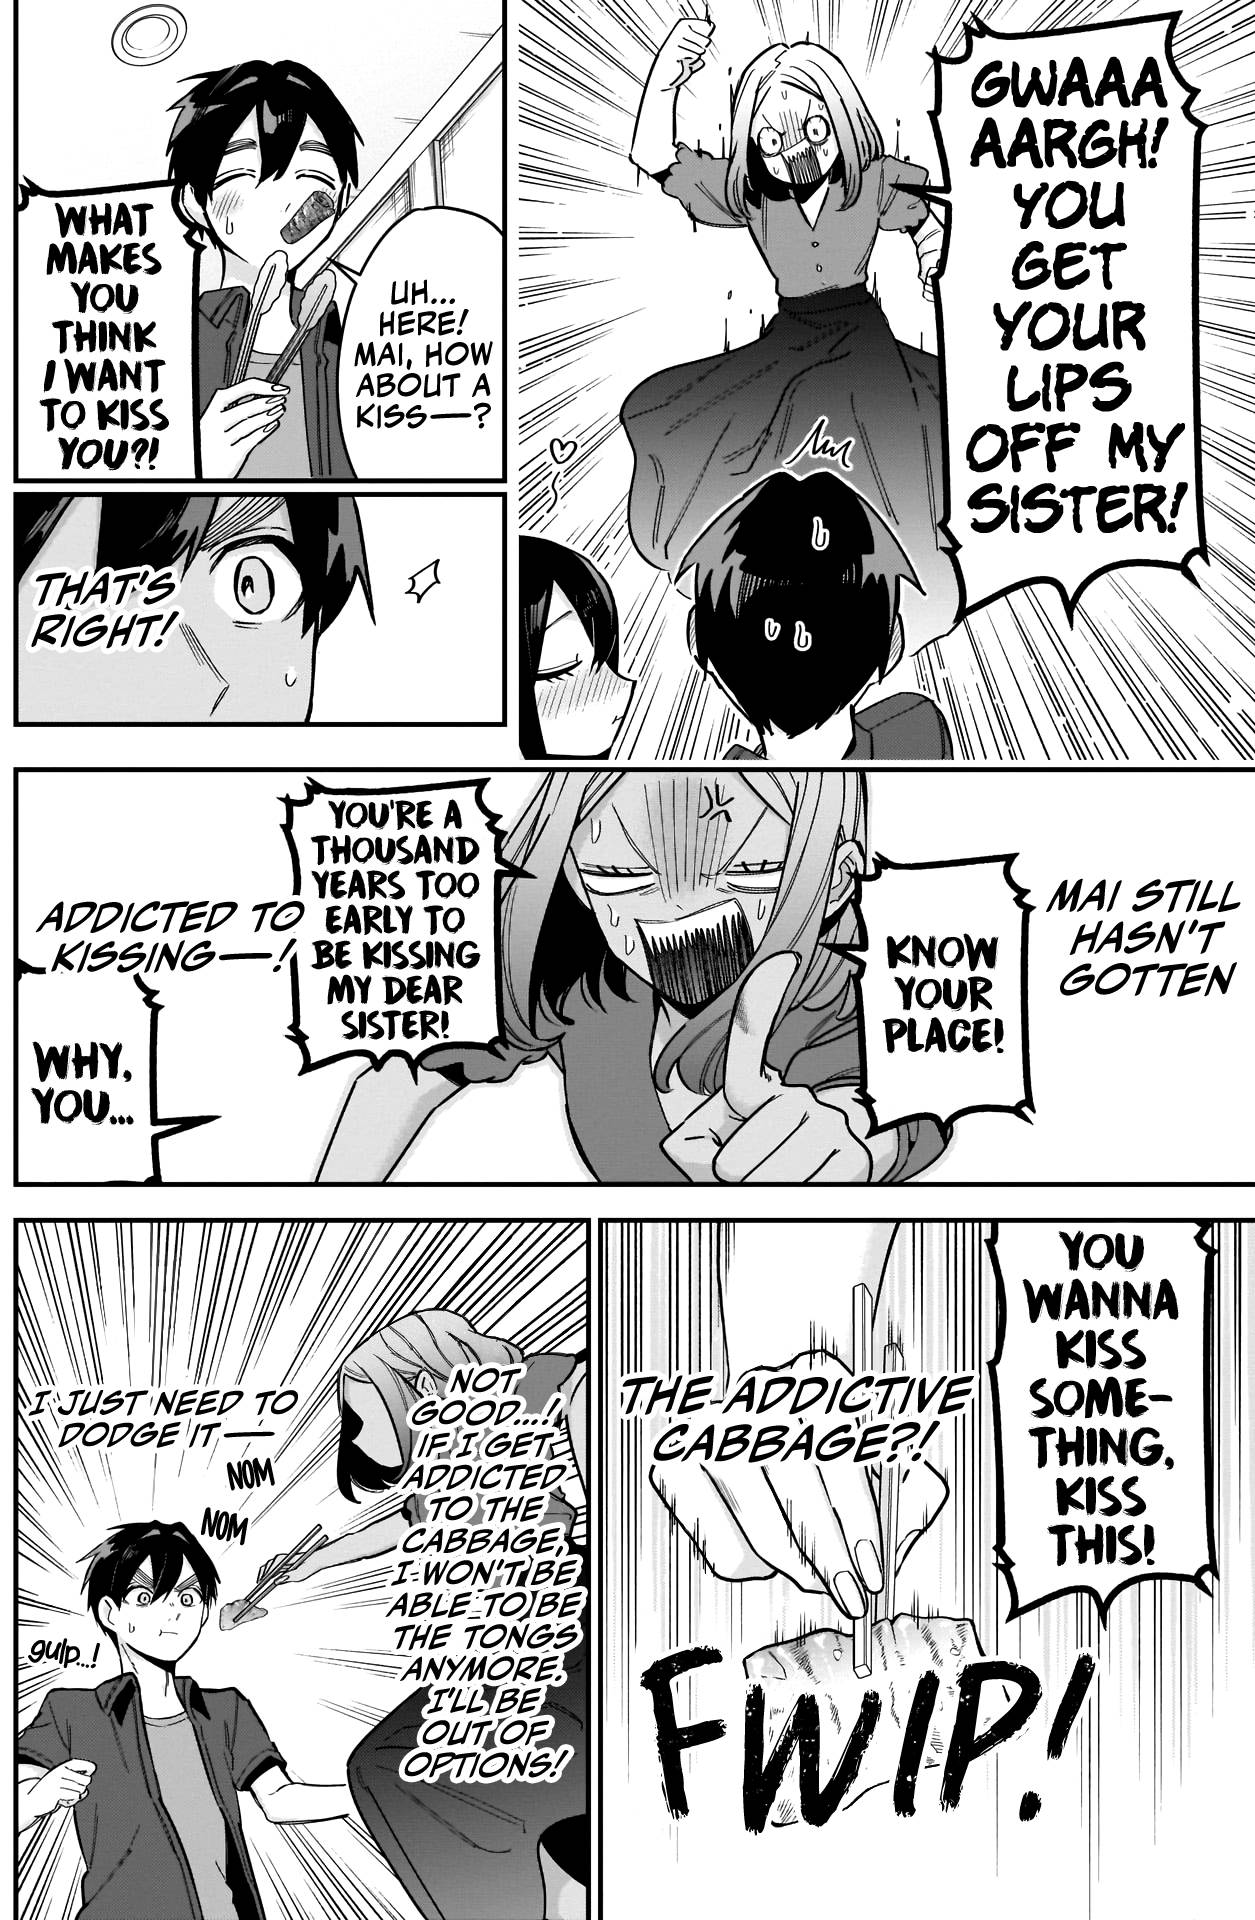 GWAAA
AARGH!
YOU
GET
YOUR
LIPS
OFF MY
SISTER!
UH...
HERE!
MAI, HOW
ABOUT A
KISS—?
WHAT
MAKES
YOU
THINK
I WANT
TO KISS
YOU?!
THAT'S
RIGHT!
MAI STILL
HASN'T
GOTTEN
KNOW
YOUR
PLACE!
YOU'RE A
THOUSAND
YEARS TOO
EARLY TO
BE KISSING
MY DEAR
SISTER!
ADDICTED TO
KISSING—!
WHY,
YOU...
YOU
WANNA
KISS
SOME-
THING,
KISS
THIS!
THE ADDICTIVE
CABBAGE?!
FWIP!
NOT
GOOD...!
IF I GET
ADDICTED
TO THE
CABBAGE,
I WON'T BE
ABLE TO BE
THE TONGS
ANYMORE.
I'LL BE
OUT OF
OPTIONS!
I JUST NEED TO
DODGE IT—
NOM
NOM
gulp...!